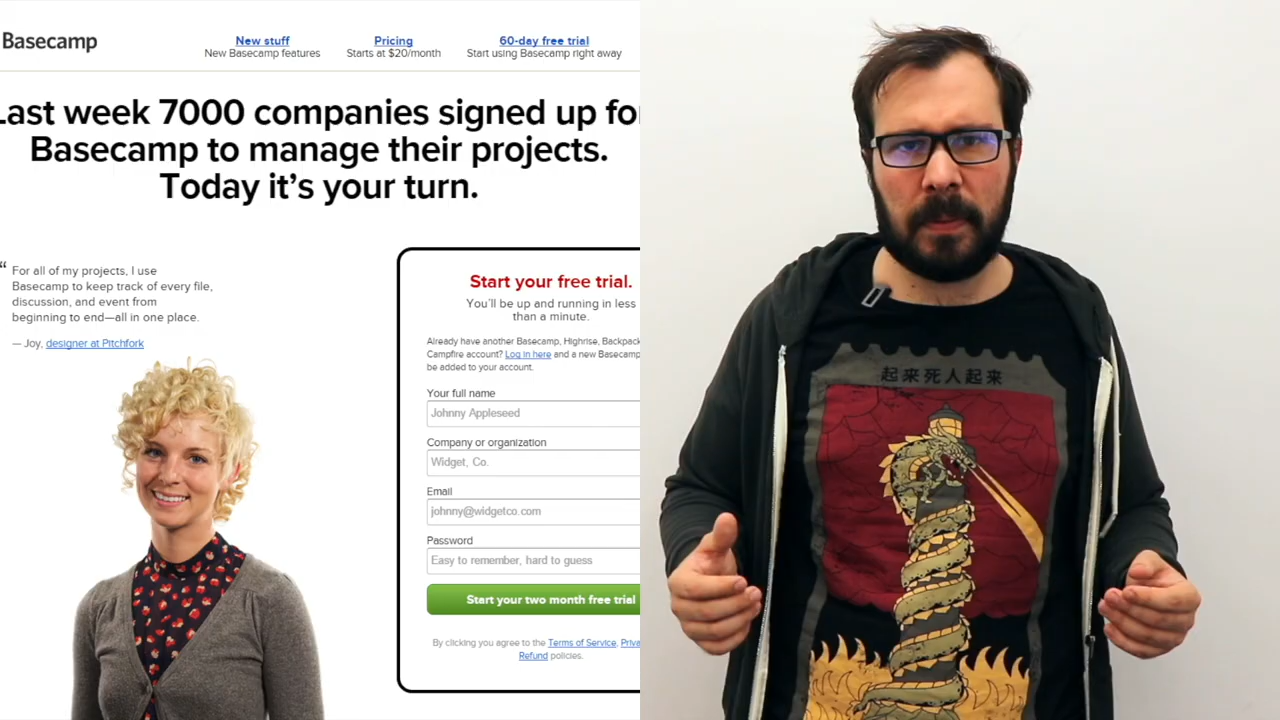 Basecamp
New stuff
New Basecamp features
Pricing
Starts at $20/month
60-day free trial
Start using Basecamp right away
Last week 7000 companies signed up for
Basecamp to manage their projects.
Today it's your turn.
“ For all of my projects, I use
Basecamp to keep track of every file,
discussion, and event from
beginning to end—all in one place.
— Joy, designer at Pitchfork
Start your free trial.
You'll be up and running in less
than a minute.
Already have another Basecamp, Highrise, Backpack
Campfire account? Log in here and a new Basecamp
be added to your account.
Your full name
Johnny Appleseed
Company or organization
Widget, Co.
Email
johnny@widgetco.com
Password
Easy to remember, hard to guess
Start your two month free trial
By clicking you agree to the Terms of Service, Priva
Refund policies.
起来死人起来